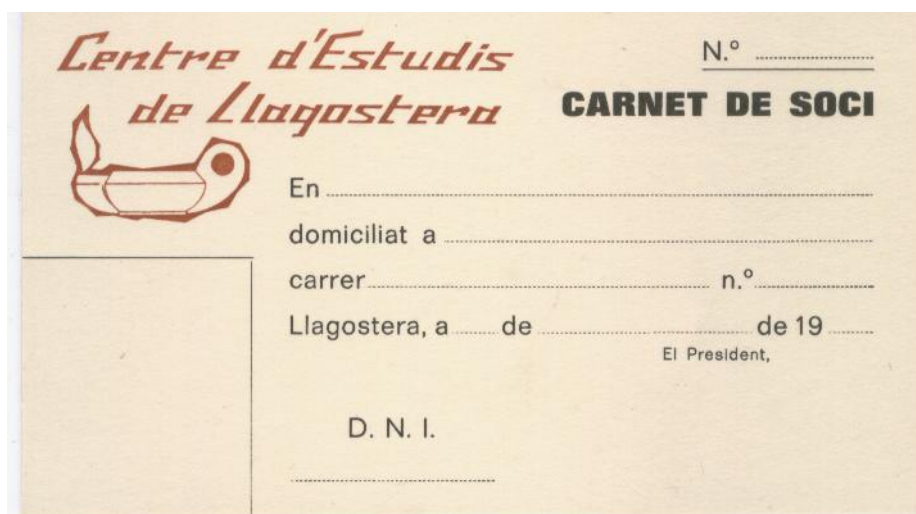 Centre d'Estudis
de Llagostera
N.º
CARNET DE SOCI
En
domiciliat a
carrer n.º
Llagostera, a de de 19
El President,
D. N. I.